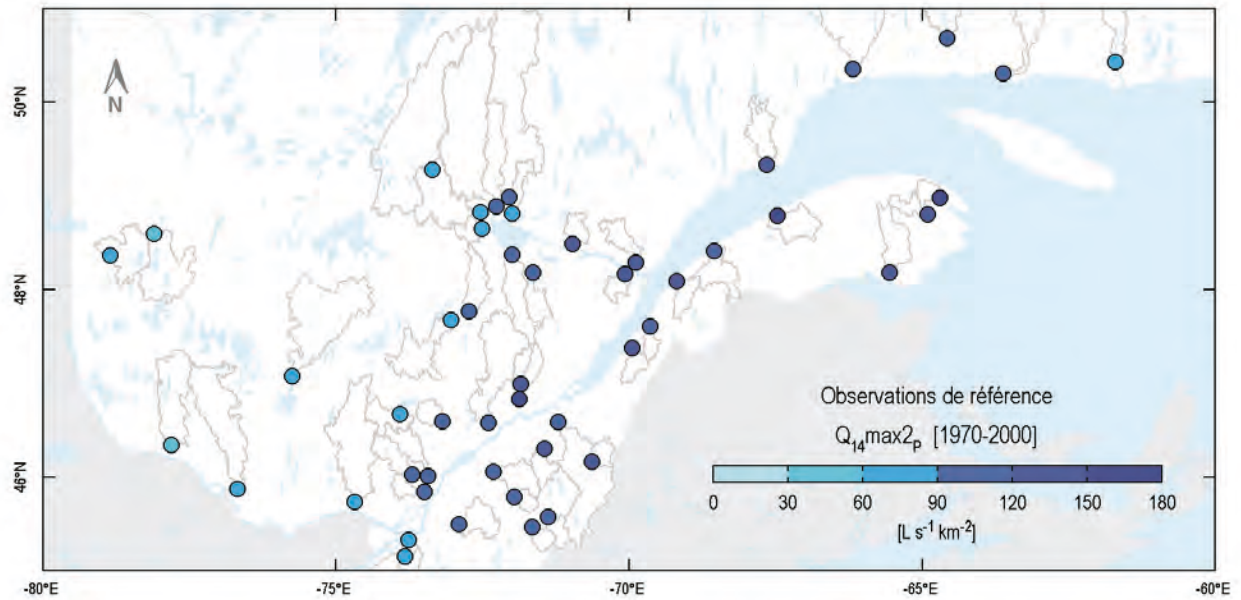 50°N
48°N
46°N
N
Observations de référence
Q14max2P [1970-2000]
0 30 60 90 120 150 180
[L s-1 km-2]
-80°E -75°E -70°E -65°E -60°E